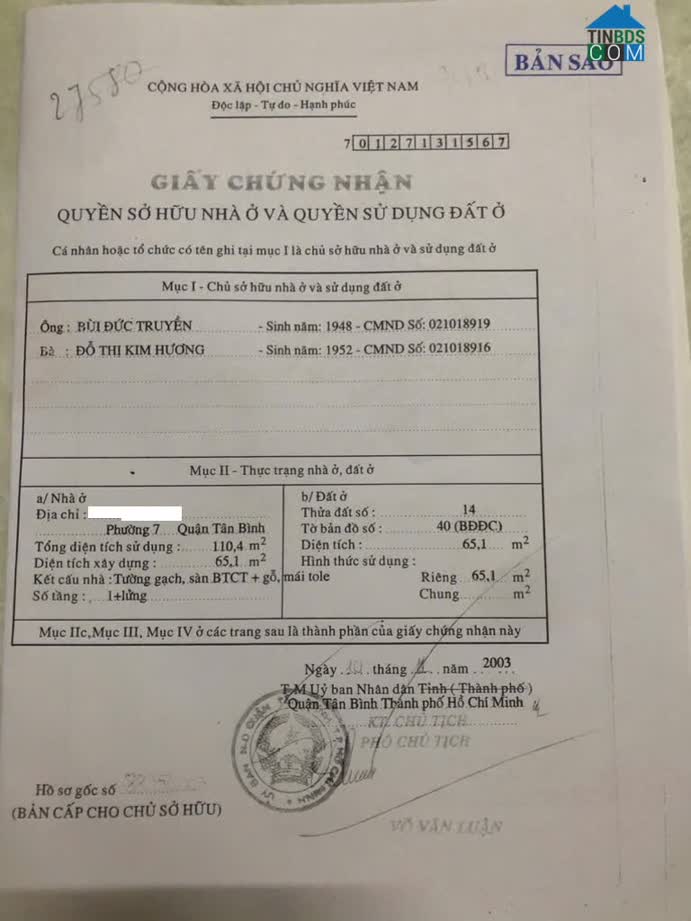 TINBDS
COM
BẢN SAO
27580
CỘNG HÒA XÃ HỘI CHỦ NGHĨA VIỆT NAM
Độc lập - Tự do - Hạnh phúc
7 0 1 2 7 1 3 1 5 6 7
GIẤY CHỨNG NHẬN
QUYỀN SỞ HỮU NHÀ Ở VÀ QUYỀN SỬ DỤNG ĐẤT Ở
Cá nhân hoặc tổ chức có tên ghi tại mục I là chủ sở hữu nhà ở và sử dụng đất ở
Mục I - Chủ sở hữu nhà ở và sử dụng đất ở
Ông : BÙI ĐỨC TRUYỀN - Sinh năm: 1948 - CMND Số: 021018919
Bà : ĐỖ THỊ KIM HƯƠNG - Sinh năm: 1952 - CMND Số: 021018916
Mục II - Thực trạng nhà ở, đất ở
a/ Nhà ở
Địa chỉ :
Phường 7 Quận Tân Bình
Tổng diện tích sử dụng : 110,4 m²
Diện tích xây dựng : 65,1 m²
Kết cấu nhà : Tường gạch, sàn BTCT + gỗ, mái tole
Số tầng : 1+lửng
b/ Đất ở
Thửa đất số : 14
Tờ bản đồ số : 40 (BĐĐC)
Diện tích : 65,1 m²
Hình thức sử dụng :
Riêng 65,1 m²
Chung m²
Mục IIc, Mục III, Mục IV ở các trang sau là thành phần của giấy chứng nhận này
Ngày 10 tháng năm 2003
T.M Uỷ ban Nhân dân Tỉnh ( Thành phố )
Quận Tân Bình Thành phố Hồ Chí Minh
KT. CHỦ TỊCH
PHÓ CHỦ TỊCH
Hồ sơ gốc số
(BẢN CẤP CHO CHỦ SỞ HỮU)
VÕ VĂN LUẬN